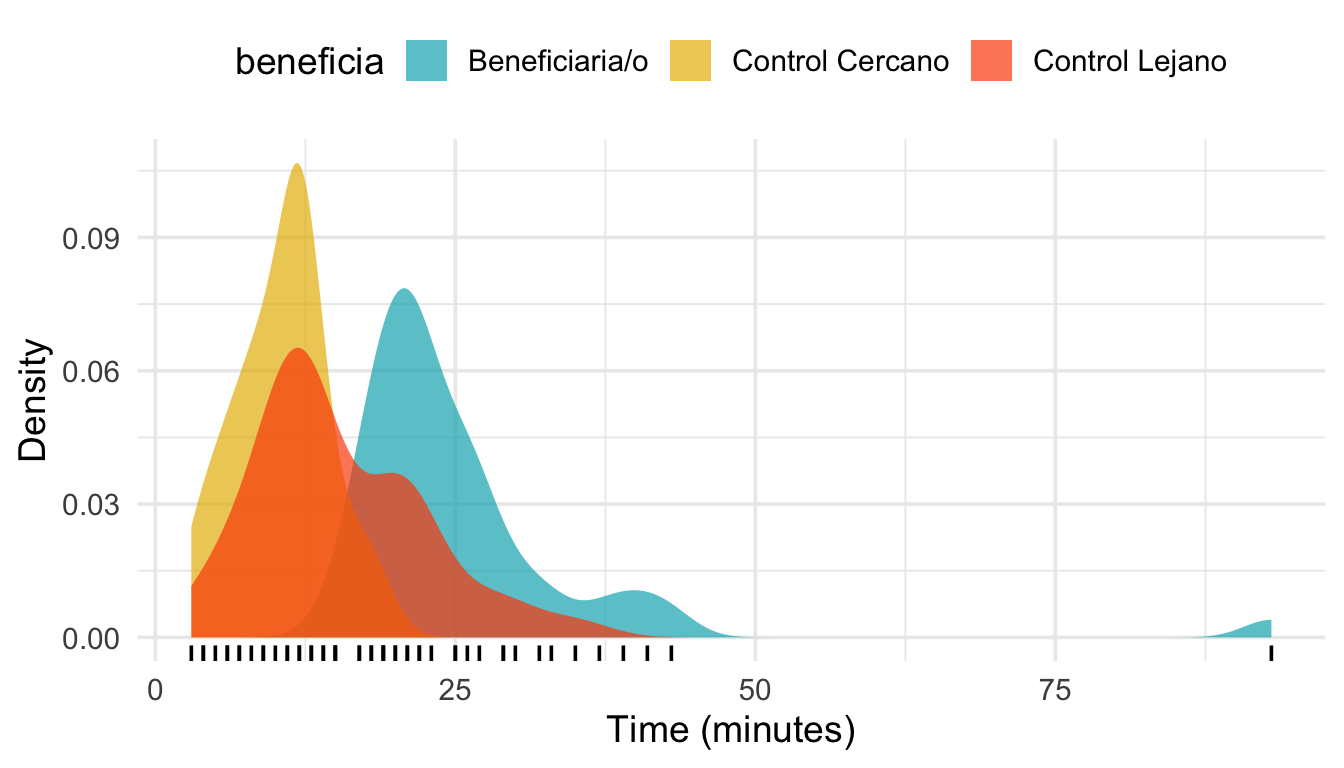 beneficia Beneficiaria/o Control Cercano Control Lejano
Density
0.09
0.06
0.03
0.00
0 25 50 75
Time (minutes)